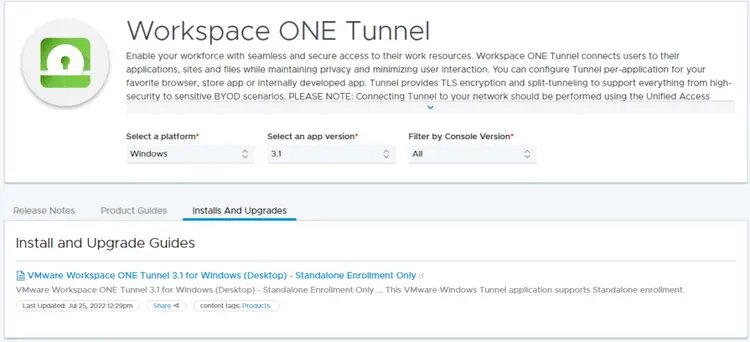 Workspace ONE Tunnel
Enable your workforce with seamless and secure access to their work resources. Workspace ONE Tunnel connects users to their
applications, sites and files while maintaining privacy and minimizing user interaction. You can configure Tunnel per-application for your
favorite browser, store app or internally developed app. Tunnel provides TLS encryption and split-tunneling to support everything from high-
security to sensitive BYOD scenarios. PLEASE NOTE: Connecting Tunnel to your network should be performed using the Unified Access
Select a platform* Select an app version* Filter by Console Version*
Windows 3.1 All
Release Notes Product Guides Installs And Upgrades
Install and Upgrade Guides
VMware Workspace ONE Tunnel 3.1 for Windows (Desktop) - Standalone Enrollment Only
VMware Workspace ONE Tunnel 3.1 for Windows (Desktop) - Standalone Enrollment Only ... This VMware Windows Tunnel application supports Standalone enrollment.
Last Updated: Jul 25, 2022 12:29pm Share content tags: Products